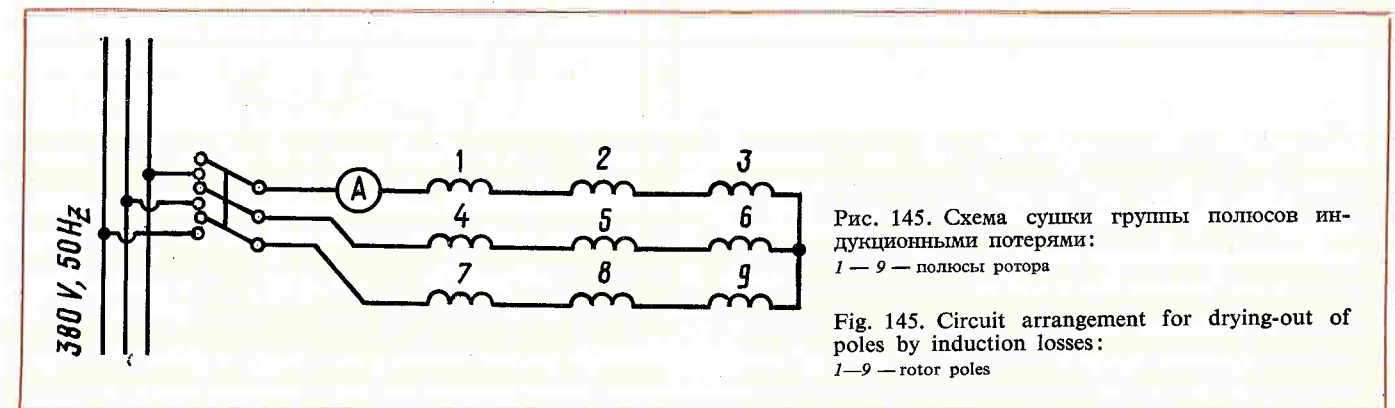 380 V, 50Hz
A
1 2 3
4 5 6
7 8 9
Рис. 145. Схема сушки группы полюсов ин-
дукционными потерями:
1 — 9 — полюсы ротора
Fig. 145. Circuit arrangement for drying-out of
poles by induction losses:
1—9 — rotor poles